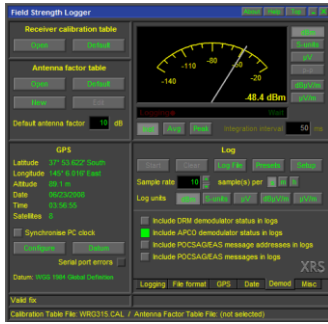 Field Strength Logger
About Help Top
Receiver calibration table
Open Default
Antenna factor table
Open Default
New Edit
Default antenna factor 10 dB
-140 -110 -80 -60 -20
-48.4 dBm
dBm
S-units
µV
dBµV/m
µV/m
Avg Peak Integration interval 50 ms
GPS
Latitude 37° 53.622' South
Longitude 145° 6.016' East
Altitude 89.1 m
Date 06/23/2008
Time 03:56:55
Satellites 8
Synchronise PC clock
Configure Datum
Serial port errors
Datum: WGS 1984 Global Definition
Log
Start Clear Log File Presets Setup
Sample rate 10 sample(s) per s m h
Log units dBm S-units µV dBµV/m µV/m
Include DRM demodulator status in logs
Include APCO demodulator status in logs
Include POCSAG/EAS message addresses in logs
Include POCSAG/EAS messages in logs
XRS
Logging File format GPS Date Demod Misc
Valid fix
Calibration Table File: WRG315.CAL / Antenna Factor Table File: (not selected)